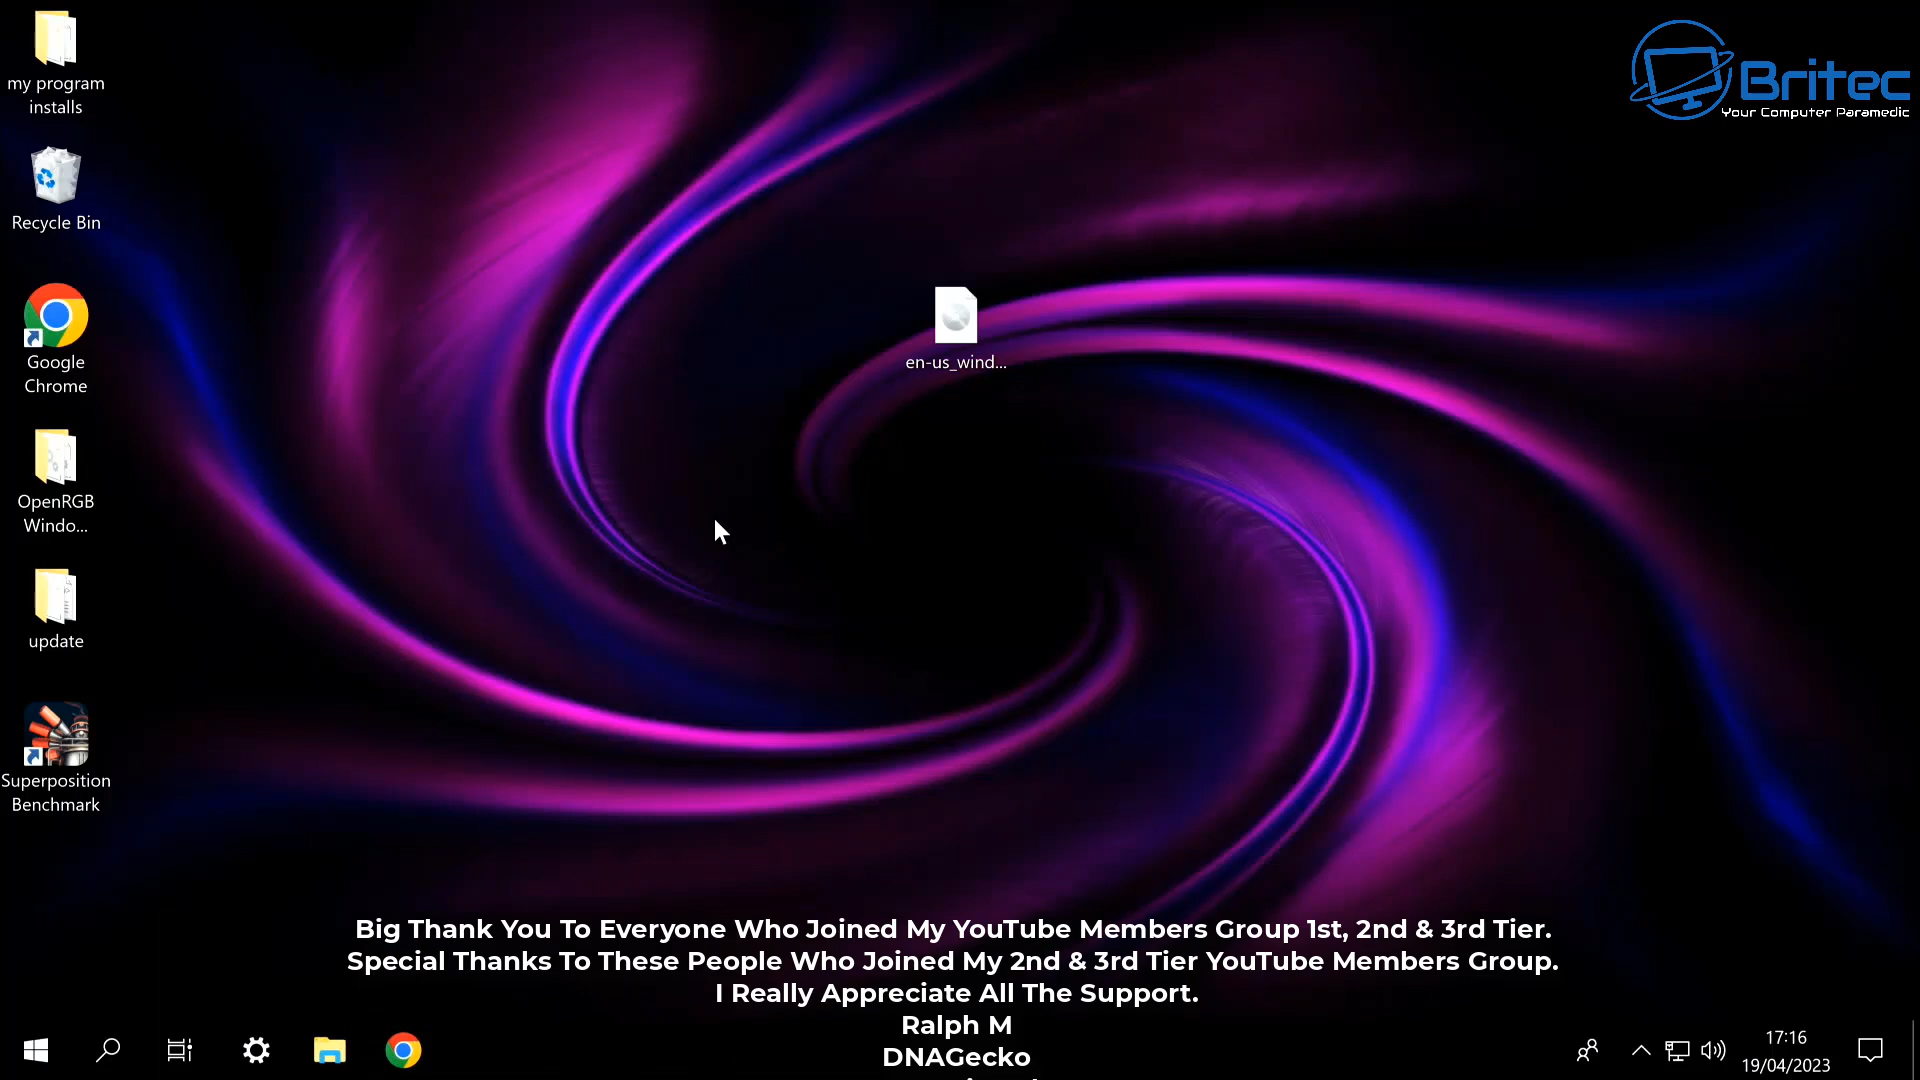 my program
installs
Recycle Bin
Google
Chrome
OpenRGB
Windo...
update
Superposition
Benchmark
en-us_wind...
Britec
Your Computer Paramedic
Big Thank You To Everyone Who Joined My YouTube Members Group 1st, 2nd & 3rd Tier.
Special Thanks To These People Who Joined My 2nd & 3rd Tier YouTube Members Group.
I Really Appreciate All The Support.
Ralph M
DNAGecko
17:16
19/04/2023